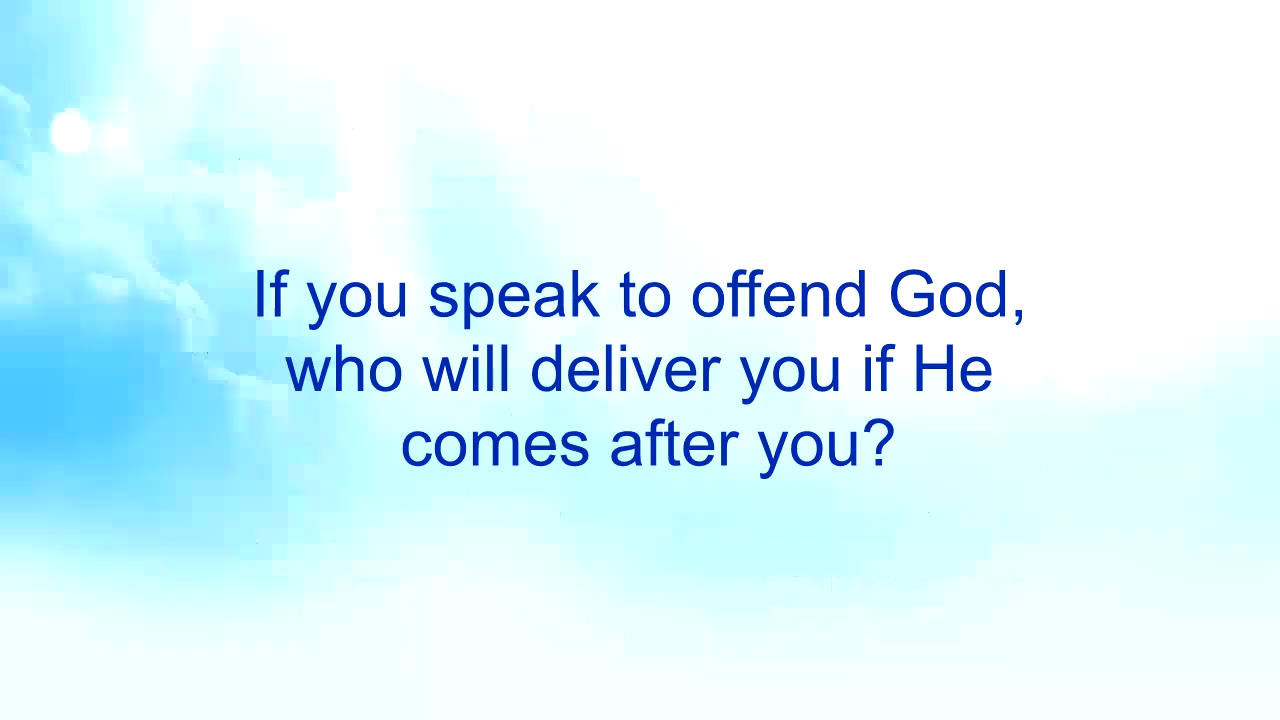 If you speak to offend God,
who will deliver you if He
comes after you?